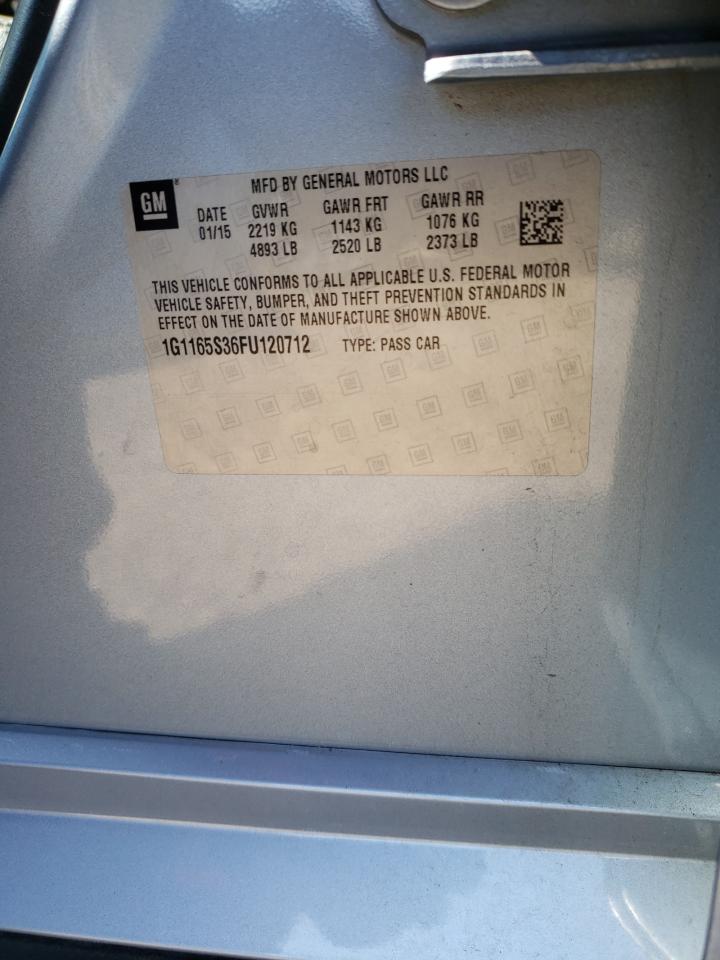 GM
MFD BY GENERAL MOTORS LLC
DATE GVWR GAWR FRT GAWR RR
01/15 2219 KG 1143 KG 1076 KG
4893 LB 2520 LB 2373 LB
THIS VEHICLE CONFORMS TO ALL APPLICABLE U.S. FEDERAL MOTOR
VEHICLE SAFETY, BUMPER, AND THEFT PREVENTION STANDARDS IN
EFFECT ON THE DATE OF MANUFACTURE SHOWN ABOVE.
1G1165S36FU120712 TYPE: PASS CAR